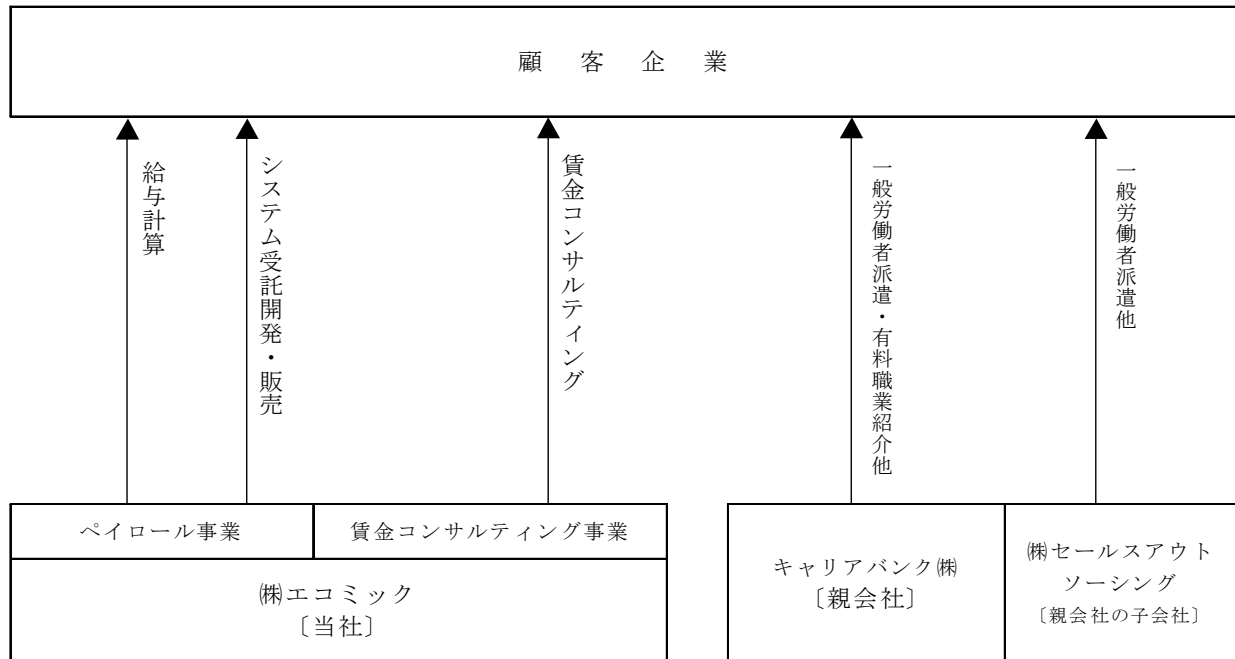 顧客企業
給与計算
システム受託開発・販売
賃金コンサルティング
一般労働者派遣・有料職業紹介他
一般労働者派遣他
ペイロール事業
賃金コンサルティング事業
㈱エコミック
〔当社〕
キャリアバンク㈱
〔親会社〕
㈱セールスアウト
ソーシング
〔親会社の子会社〕